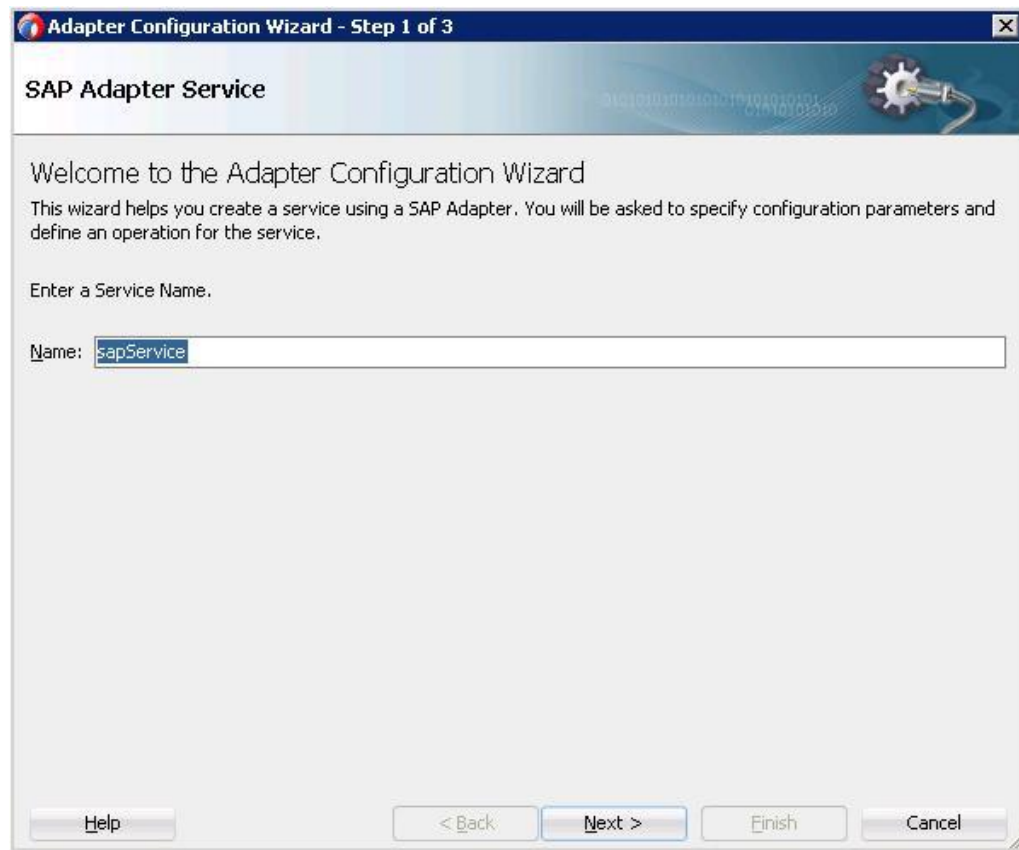 Adapter Configuration Wizard - Step 1 of 3
SAP Adapter Service
Welcome to the Adapter Configuration Wizard
This wizard helps you create a service using a SAP Adapter. You will be asked to specify configuration parameters and
define an operation for the service.
Enter a Service Name.
Name: sapService
Help < Back Next > Finish Cancel